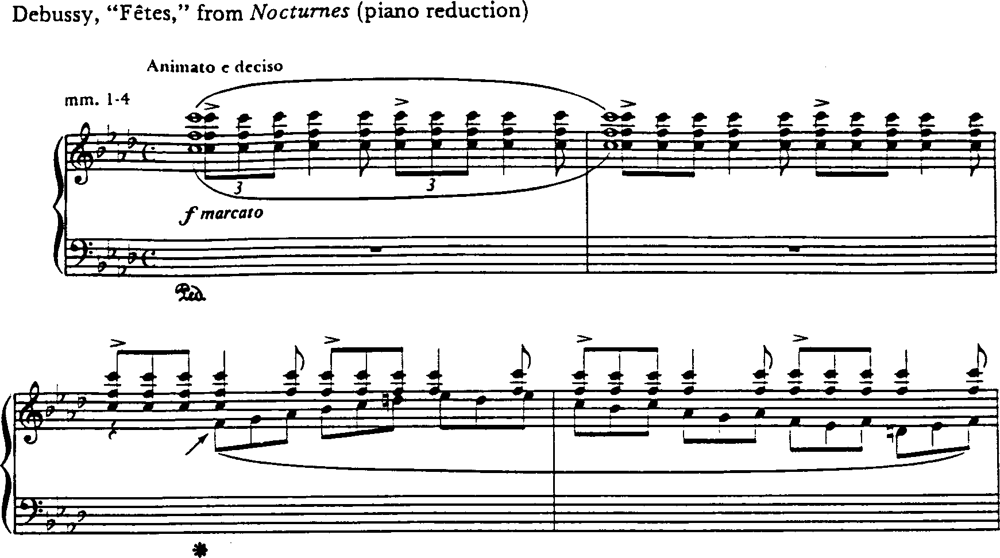 Debussy, “Fêtes,” from Nocturnes (piano reduction)
Animato e deciso
mm. 1-4
3
3
f marcato
Ped.